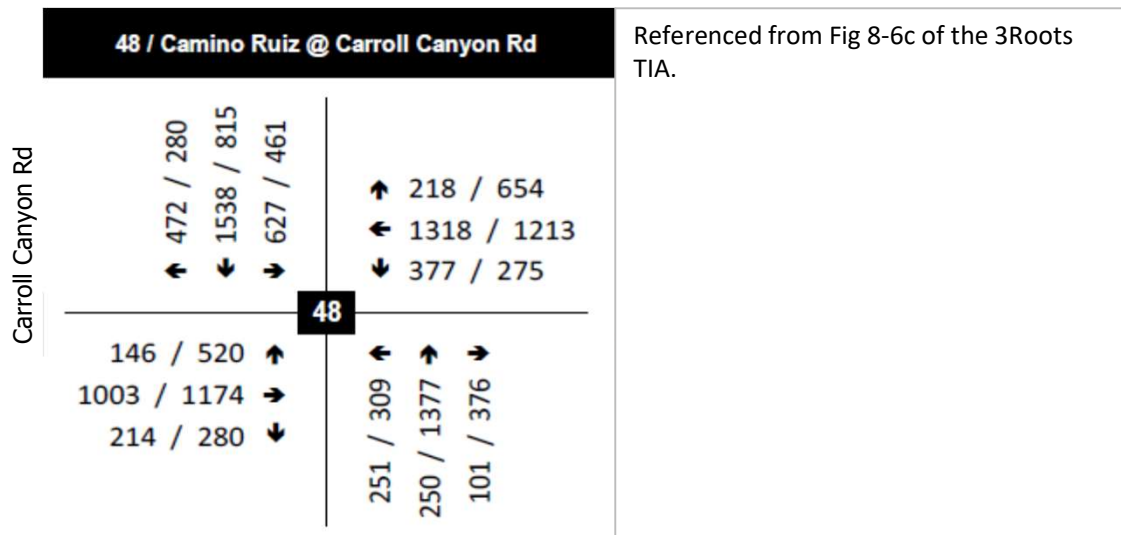 48 / Camino Ruiz @ Carroll Canyon Rd
Referenced from Fig 8-6c of the 3Roots
TIA.
Carroll Canyon Rd
472 / 280
1538 / 815
627 / 461
218 / 654
1318 / 1213
377 / 275
48
146 / 520
1003 / 1174
214 / 280
251 / 309
250 / 1377
101 / 376